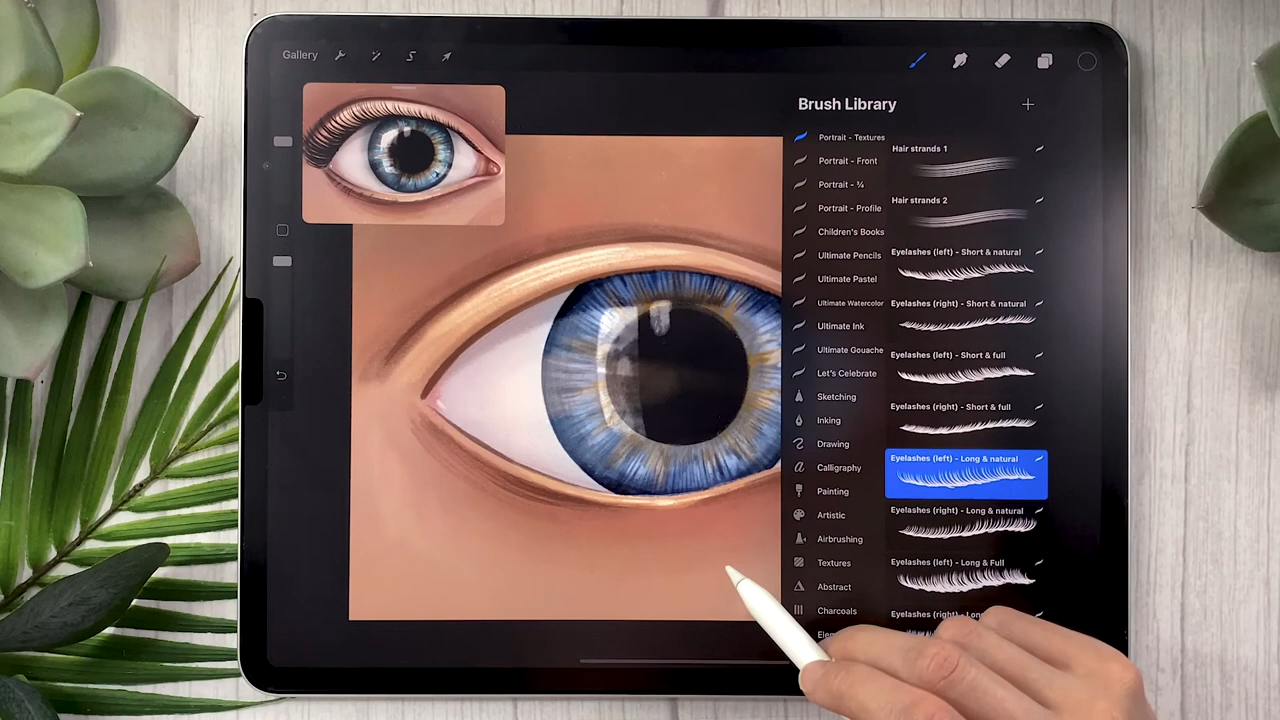 Gallery
Brush Library
Portrait - Textures
Portrait - Front
Portrait - ¾
Portrait - Profile
Children's Books
Ultimate Pencils
Ultimate Pastel
Ultimate Watercolor
Ultimate Ink
Ultimate Gouache
Let's Celebrate
Sketching
Inking
Drawing
Calligraphy
Painting
Artistic
Airbrushing
Textures
Abstract
Charcoals
Hair strands 1
Hair strands 2
Eyelashes (left) - Short & natural
Eyelashes (right) - Short & natural
Eyelashes (left) - Short & full
Eyelashes (right) - Short & full
Eyelashes (left) - Long & natural
Eyelashes (right) - Long & natural
Eyelashes (left) - Long & Full
Eyelashes (right)